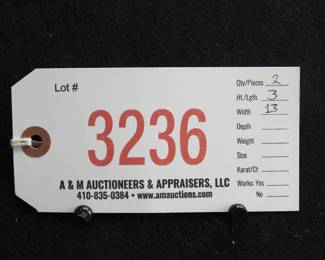 Lot #
3236
A & M AUCTIONEERS & APPRAISERS, LLC
410-835-0384 • www.amauctions.com
Qty/Pieces 2
Ht./Lgth. 3
Width 13
Depth
Weight
Size
Karat/Ct
Works: Yes
No